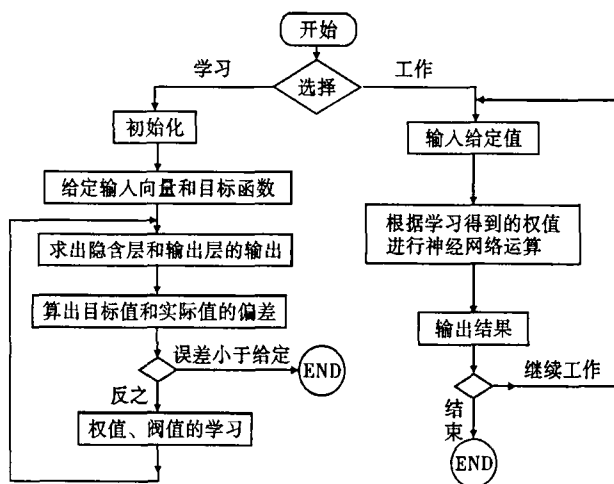 开始
学习
选择
工作
初始化
输入给定值
给定输入向量和目标函数
根据学习得到的权值
进行神经网络运算
求出隐含层和输出层的输出
算出目标值和实际值的偏差
输出结果
误差小于给定
END
继续工作
反之
结束
权值、阀值的学习
END